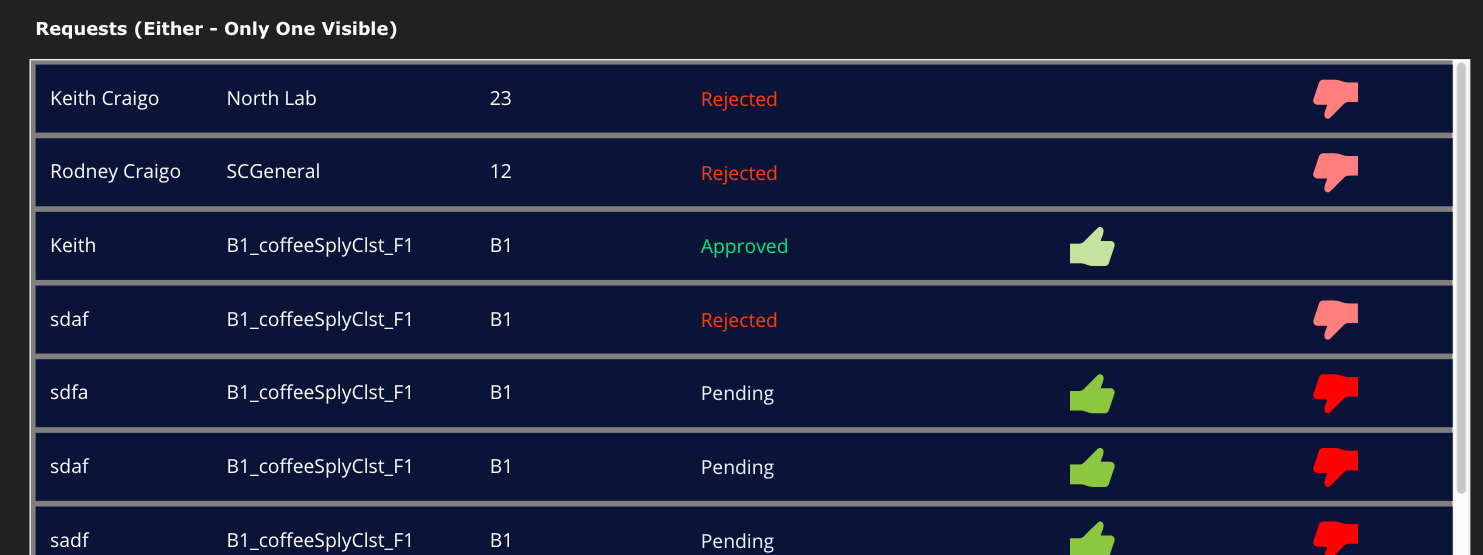 Requests (Either - Only One Visible)
Keith Craigo North Lab 23 Rejected
Rodney Craigo SCGeneral 12 Rejected
Keith B1_coffeeSplyClst_F1 B1 Approved
sdaf B1_coffeeSplyClst_F1 B1 Rejected
sdfa B1_coffeeSplyClst_F1 B1 Pending
sdaf B1_coffeeSplyClst_F1 B1 Pending
sadf B1_coffeeSplyClst_F1 B1 Pending